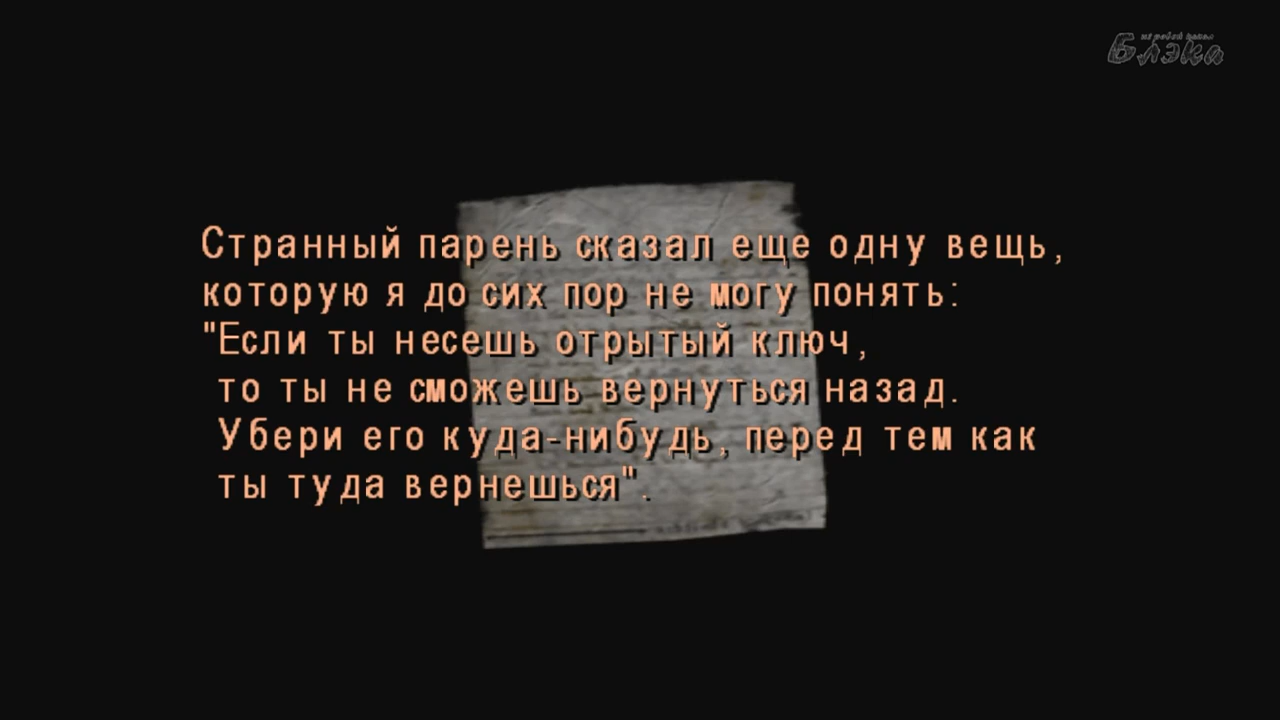 Блэка
Странный парень сказал еще одну вещь,
которую я до сих пор не могу понять:
"Если ты несешь отрытый ключ,
то ты не сможешь вернуться назад.
Убери его куда-нибудь, перед тем как
ты туда вернешься".